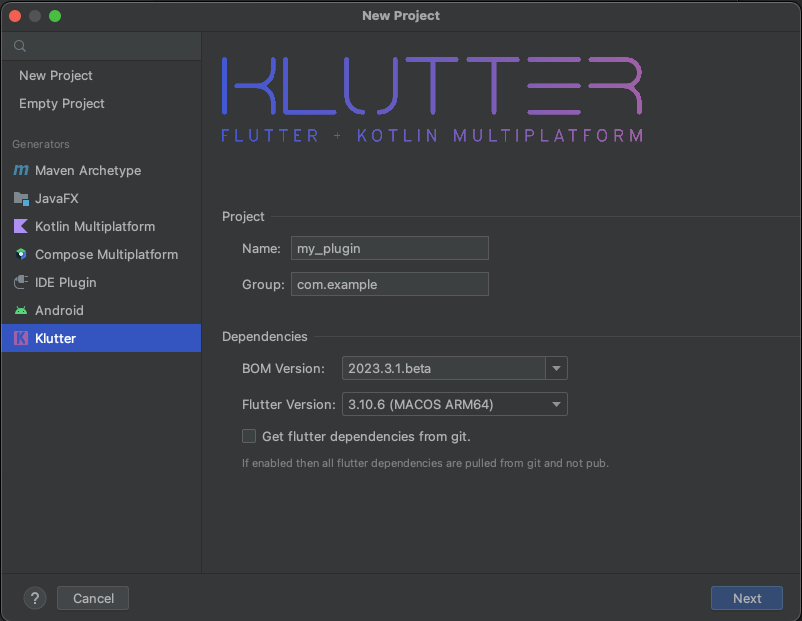 New Project
New Project
Empty Project
Generators
Maven Archetype
JavaFX
Kotlin Multiplatform
Compose Multiplatform
IDE Plugin
Android
Klutter
KLUTTER
FLUTTER + KOTLIN MULTIPLATFORM
Project
Name: my_plugin
Group: com.example
Dependencies
BOM Version: 2023.3.1.beta
Flutter Version: 3.10.6 (MACOS ARM64)
Get flutter dependencies from git.
If enabled then all flutter dependencies are pulled from git and not pub.
? Cancel Next